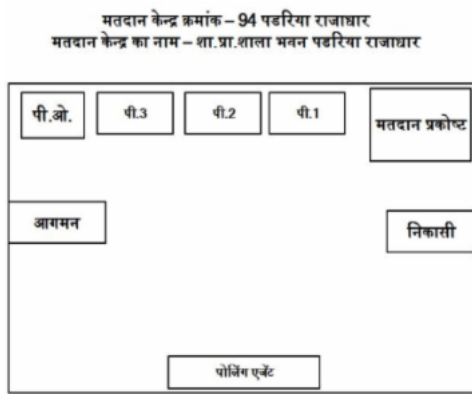 मतदान केन्द्र क्रमांक – 94 पडरिया राजाधार
मतदान केन्द्र का नाम – शा.प्रा.शाला भवन पडरिया राजाधार
पी.ओ.
पी.3
पी.2
पी.1
मतदान प्रकोष्ट
आगमन
निकासी
पोलिंग एजेंट